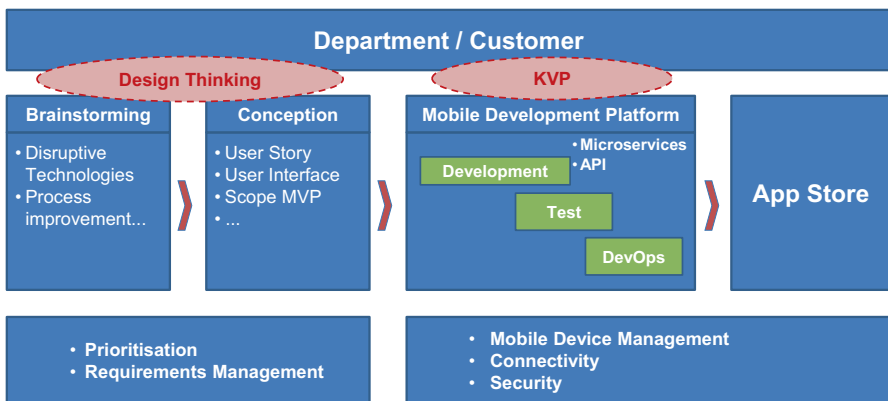 Department / Customer
Design Thinking
KVP
Brainstorming
• Disruptive
Technologies
• Process
improvement...
Conception
• User Story
• User Interface
• Scope MVP
• ...
Mobile Development Platform
• Microservices
• API
Development
Test
DevOps
App Store
• Prioritisation
• Requirements Management
• Mobile Device Management
• Connectivity
• Security